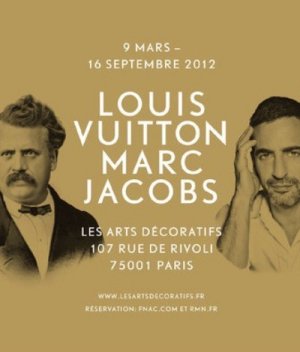 9 MARS –
16 SEPTEMBRE 2012
LOUIS
VUITTON
MARC
JACOBS
LES ARTS DÉCORATIFS
107 RUE DE RIVOLI
75001 PARIS
WWW.LESARTSDECORATIFS.FR
RÉSERVATION: FNAC.COM ET RMN.FR